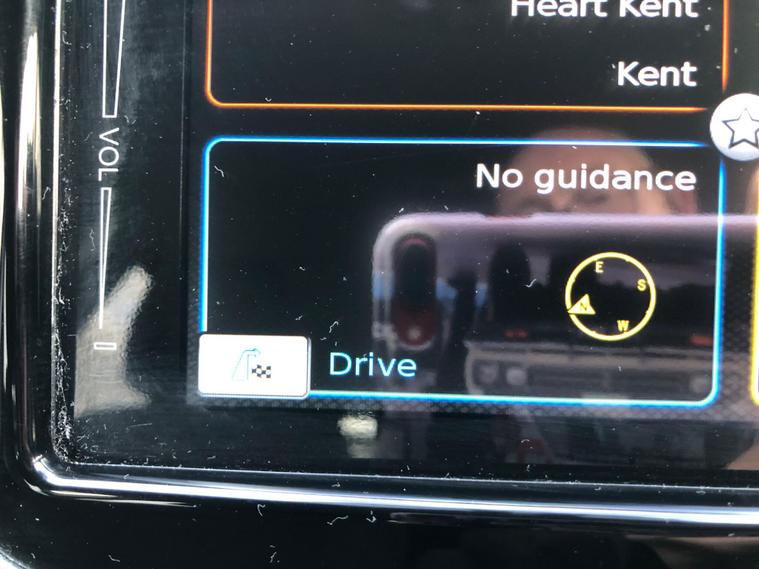 Heart Kent
Kent
VOL
No guidance
E
S
N
W
Drive